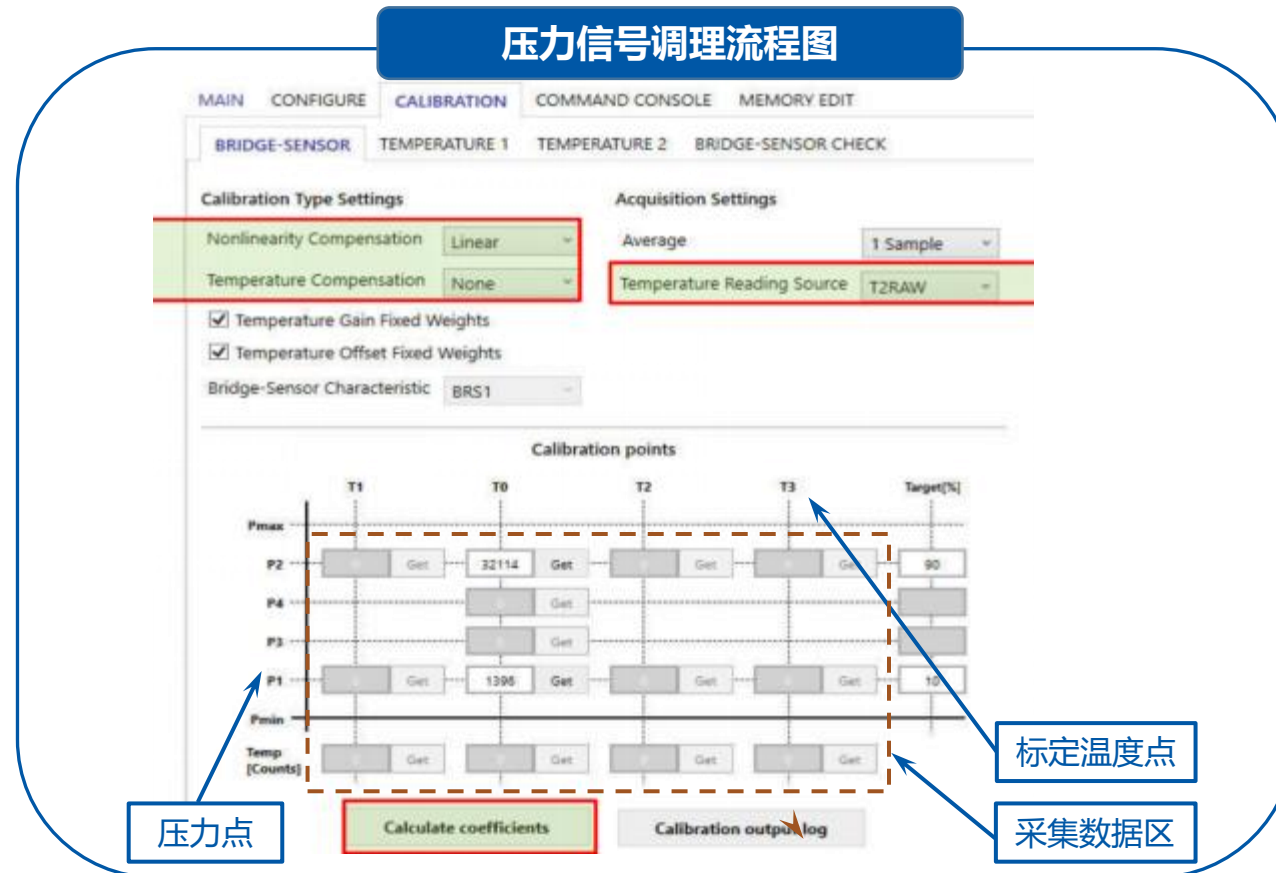 压力信号调理流程图
MAIN CONFIGURE CALIBRATION COMMAND CONSOLE MEMORY EDIT
BRIDGE-SENSOR TEMPERATURE 1 TEMPERATURE 2 BRIDGE-SENSOR CHECK
Calibration Type Settings Acquisition Settings
Nonlinearity Compensation Linear Average 1 Sample
Temperature Compensation None Temperature Reading Source T2RAW
Temperature Gain Fixed Weights
Temperature Offset Fixed Weights
Bridge-Sensor Characteristic BRS1
Calibration points
T1 T0 T2 T3 Target[%]
Pmax
P2 Get 32114 Get Get Get 90
P4 Get
P3 Get
P1 Get 1396 Get Get Get 10
Pmin
Temp
[Counts] Get Get Get Get
标定温度点
压力点
Calculate coefficients Calibration output log
采集数据区